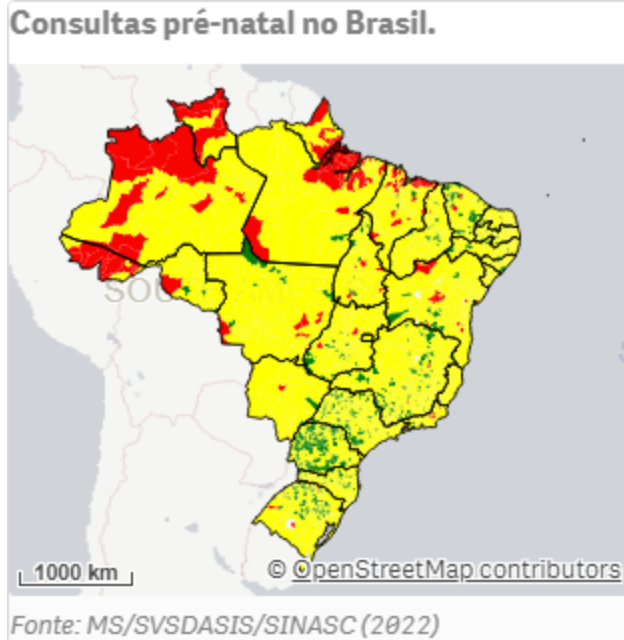 Consultas pré-natal no Brasil.
1000 km
© OpenStreetMap contributors
Fonte: MS/SVSDASIS/SINASC (2022)